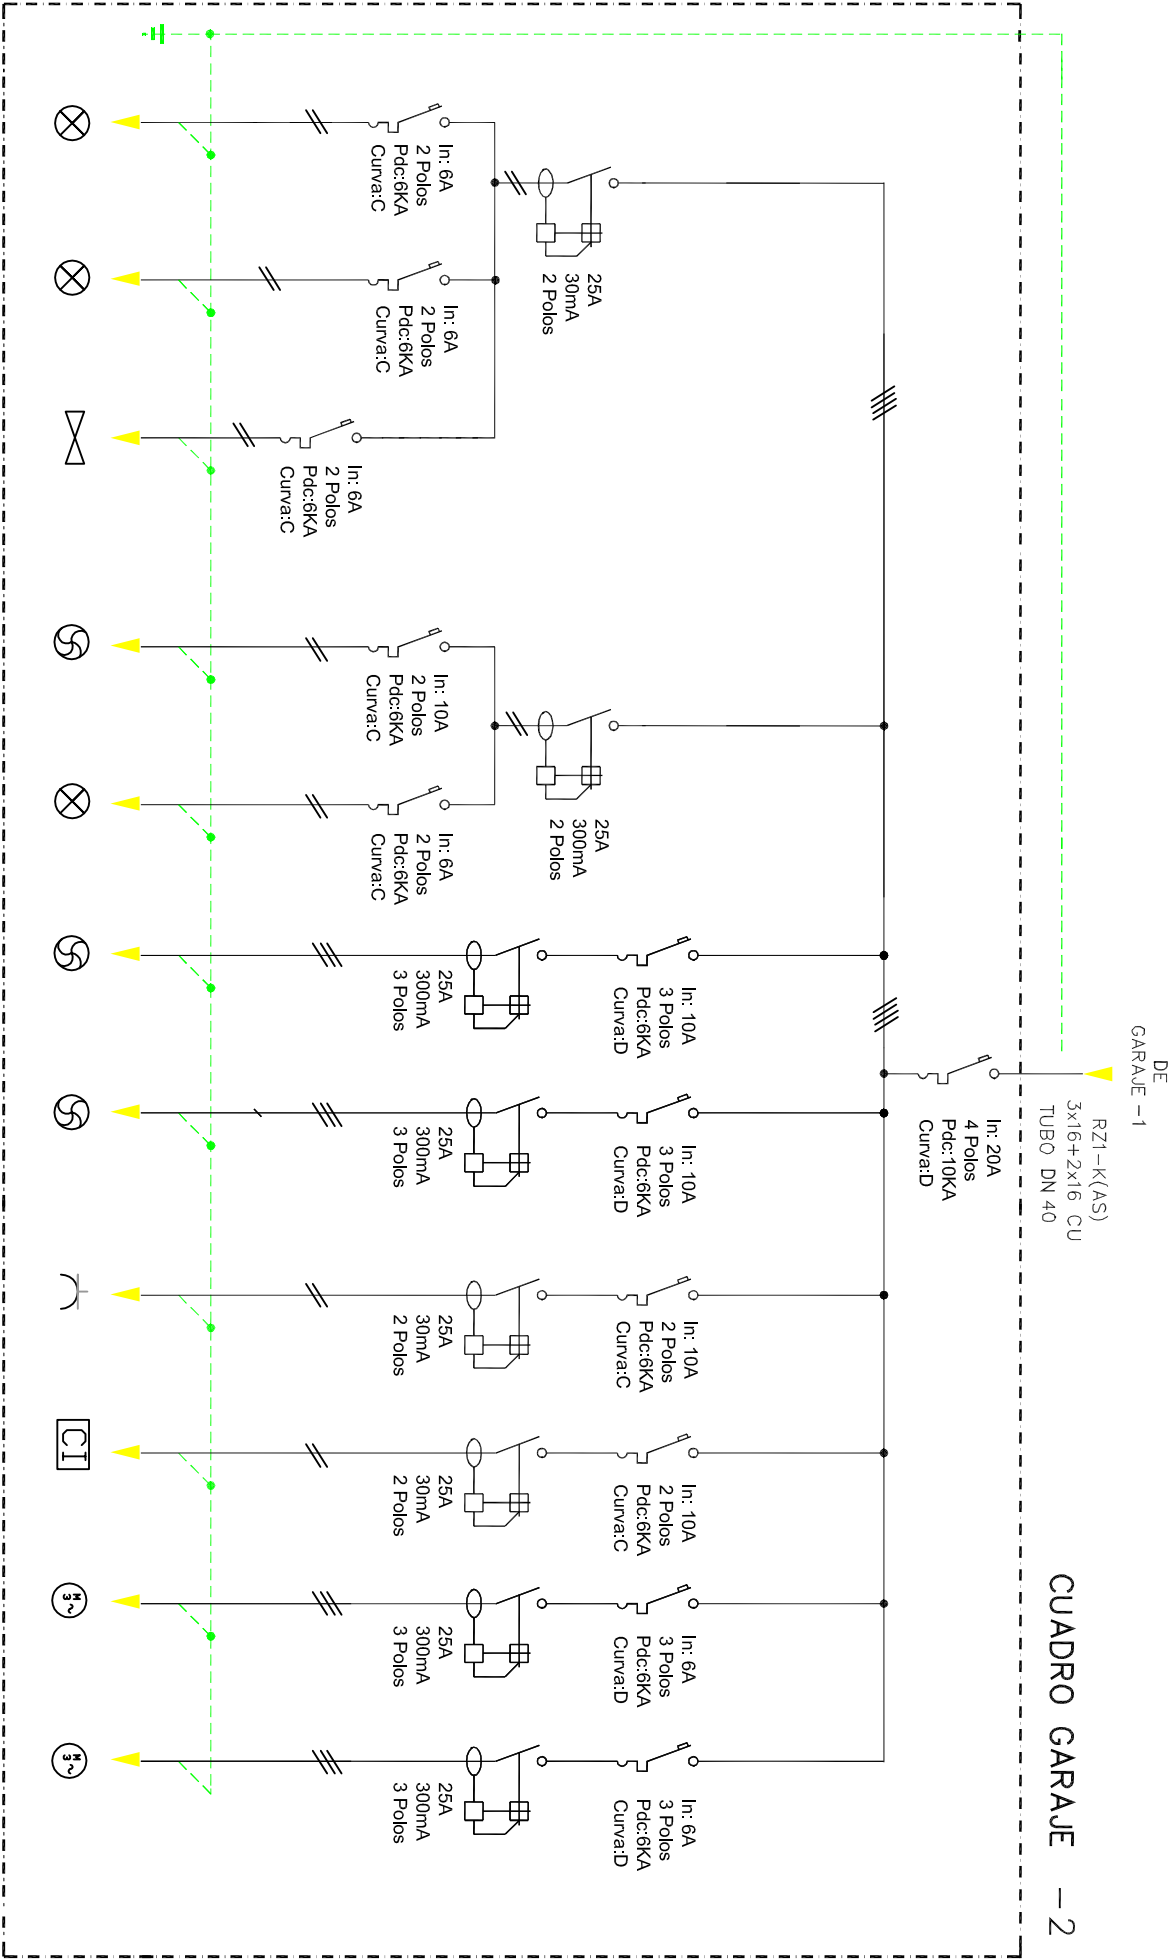 CUADRO GARAJE -2
DE
GARAJE -1
RZ1-K(AS)
3x16+2x16 CU
TUBO DN 40
In: 20A
4 Polos
Pdc:10KA
Curva:D
25A
30mA
2 Polos
In: 6A
2 Polos
Pdc:6KA
Curva:C
In: 6A
2 Polos
Pdc:6KA
Curva:C
In: 6A
2 Polos
Pdc:6KA
Curva:C
25A
300mA
2 Polos
In: 10A
2 Polos
Pdc:6KA
Curva:C
In: 6A
2 Polos
Pdc:6KA
Curva:C
In: 10A
3 Polos
Pdc:6KA
Curva:D
25A
300mA
3 Polos
In: 10A
3 Polos
Pdc:6KA
Curva:D
25A
300mA
3 Polos
In: 10A
2 Polos
Pdc:6KA
Curva:C
25A
30mA
2 Polos
In: 10A
2 Polos
Pdc:6KA
Curva:C
25A
30mA
2 Polos
In: 6A
3 Polos
Pdc:6KA
Curva:D
25A
300mA
3 Polos
In: 6A
3 Polos
Pdc:6KA
Curva:D
25A
300mA
3 Polos
CI
M
3~
M
3~